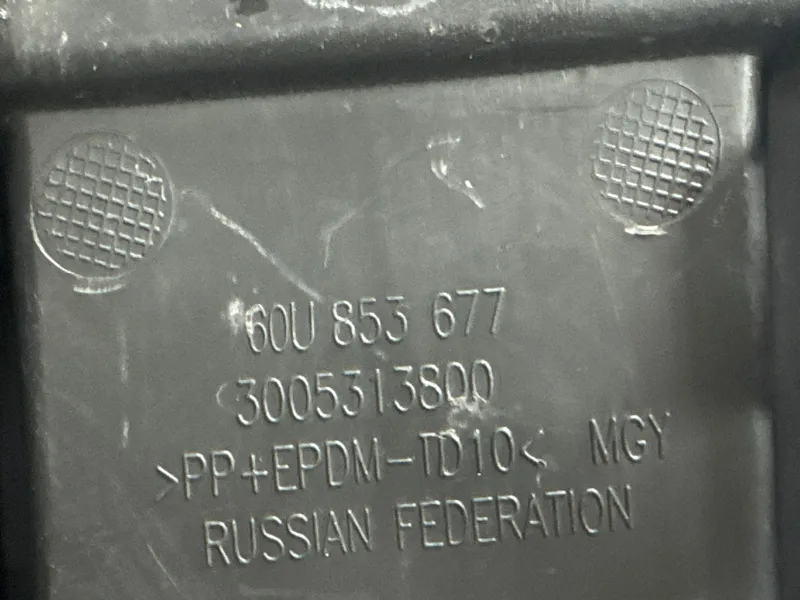 60U 853 677
3005313800
>PP+EPDM-TD10< MGY
RUSSIAN FEDERATION